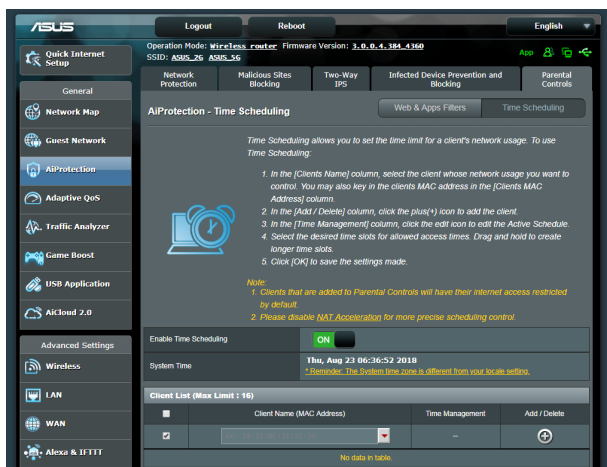 ASUS
Logout
Reboot
English
Quick Internet
Setup
Operation Mode: Wireless router Firmware Version: 3.0.0.4.384_4360
SSID: ASUS_2G ASUS_5G
App
General
Network Map
Guest Network
AiProtection
Adaptive QoS
Traffic Analyzer
Game Boost
USB Application
AiCloud 2.0
Advanced Settings
Wireless
LAN
WAN
Alexa & IFTTT
Network
Protection
Malicious Sites
Blocking
Two-Way
IPS
Infected Device Prevention and
Blocking
Parental
Controls
AiProtection - Time Scheduling
Web & Apps Filters
Time Scheduling
Time Scheduling allows you to set the time limit for a client's network usage. To use
Time Scheduling:
1. In the [Clients Name] column, select the client whose network usage you want to
control. You may also key in the clients MAC address in the [Clients MAC
Address] column.
2. In the [Add / Delete] column, click the plus(+) icon to add the client.
3. In the [Time Management] column, click the edit icon to edit the Active Schedule.
4. Select the desired time slots for allowed access times. Drag and hold to create
longer time slots.
5. Click [OK] to save the settings made.
Note:
1. Clients that are added to Parental Controls will have their internet access restricted
by default.
2. Please disable NAT Acceleration for more precise scheduling control.
Enable Time Scheduling
ON
System Time
Thu, Aug 23 06:36:52 2018
* Reminder: The System time zone is different from your locale setting.
Client List (Max Limit : 16)
Client Name (MAC Address)
Time Management
Add / Delete
--
No data in table.